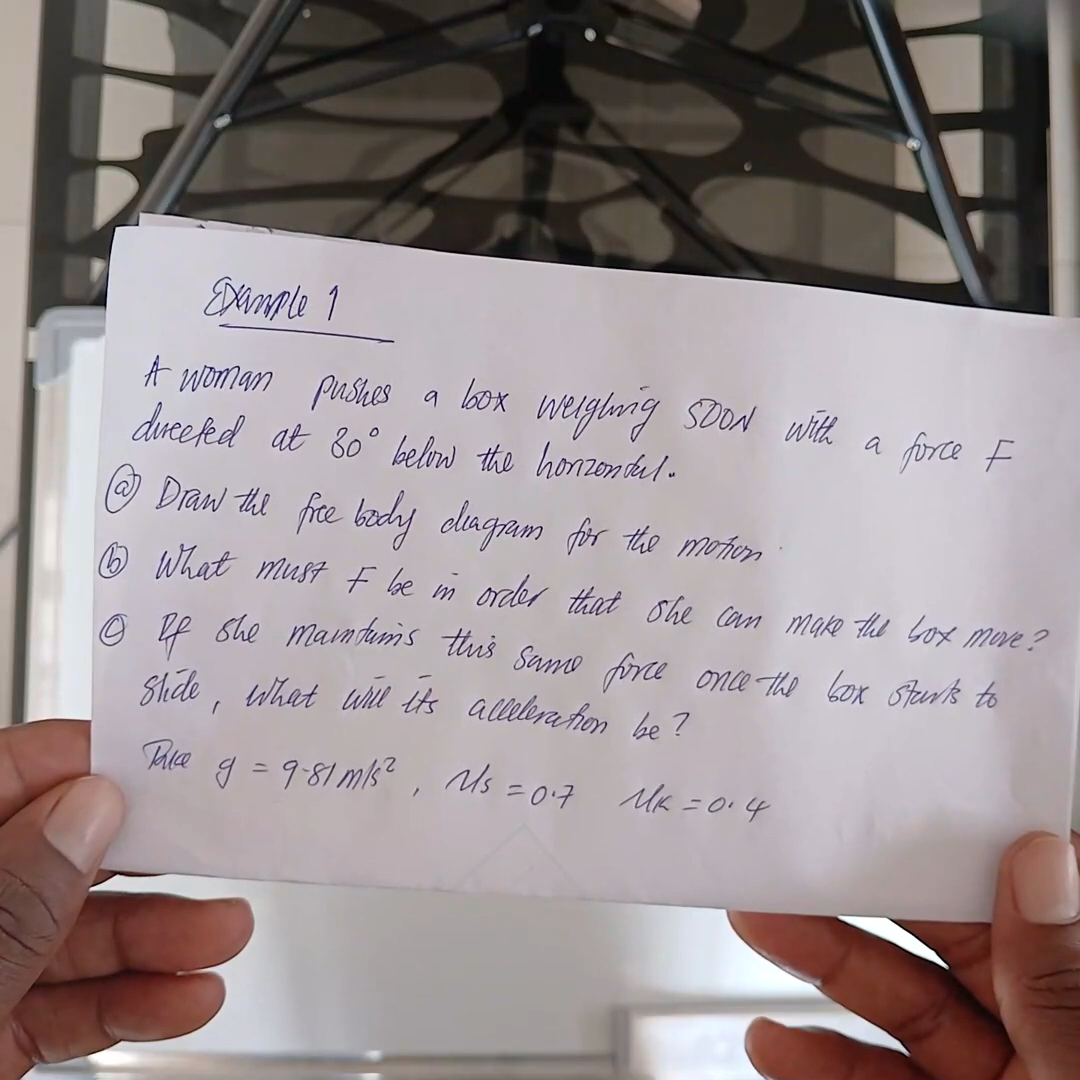 Example 1
A woman pushes a box weighing 500N with a force F
directed at 30° below the horizontal.
(a) Draw the free body diagram for the motion.
(b) What must F be in order that she can make the box move?
(c) If she maintains this same force once the box starts to
slide, what will its acceleration be?
Take g = 9.81 m/s², μs = 0.7 μk = 0.4